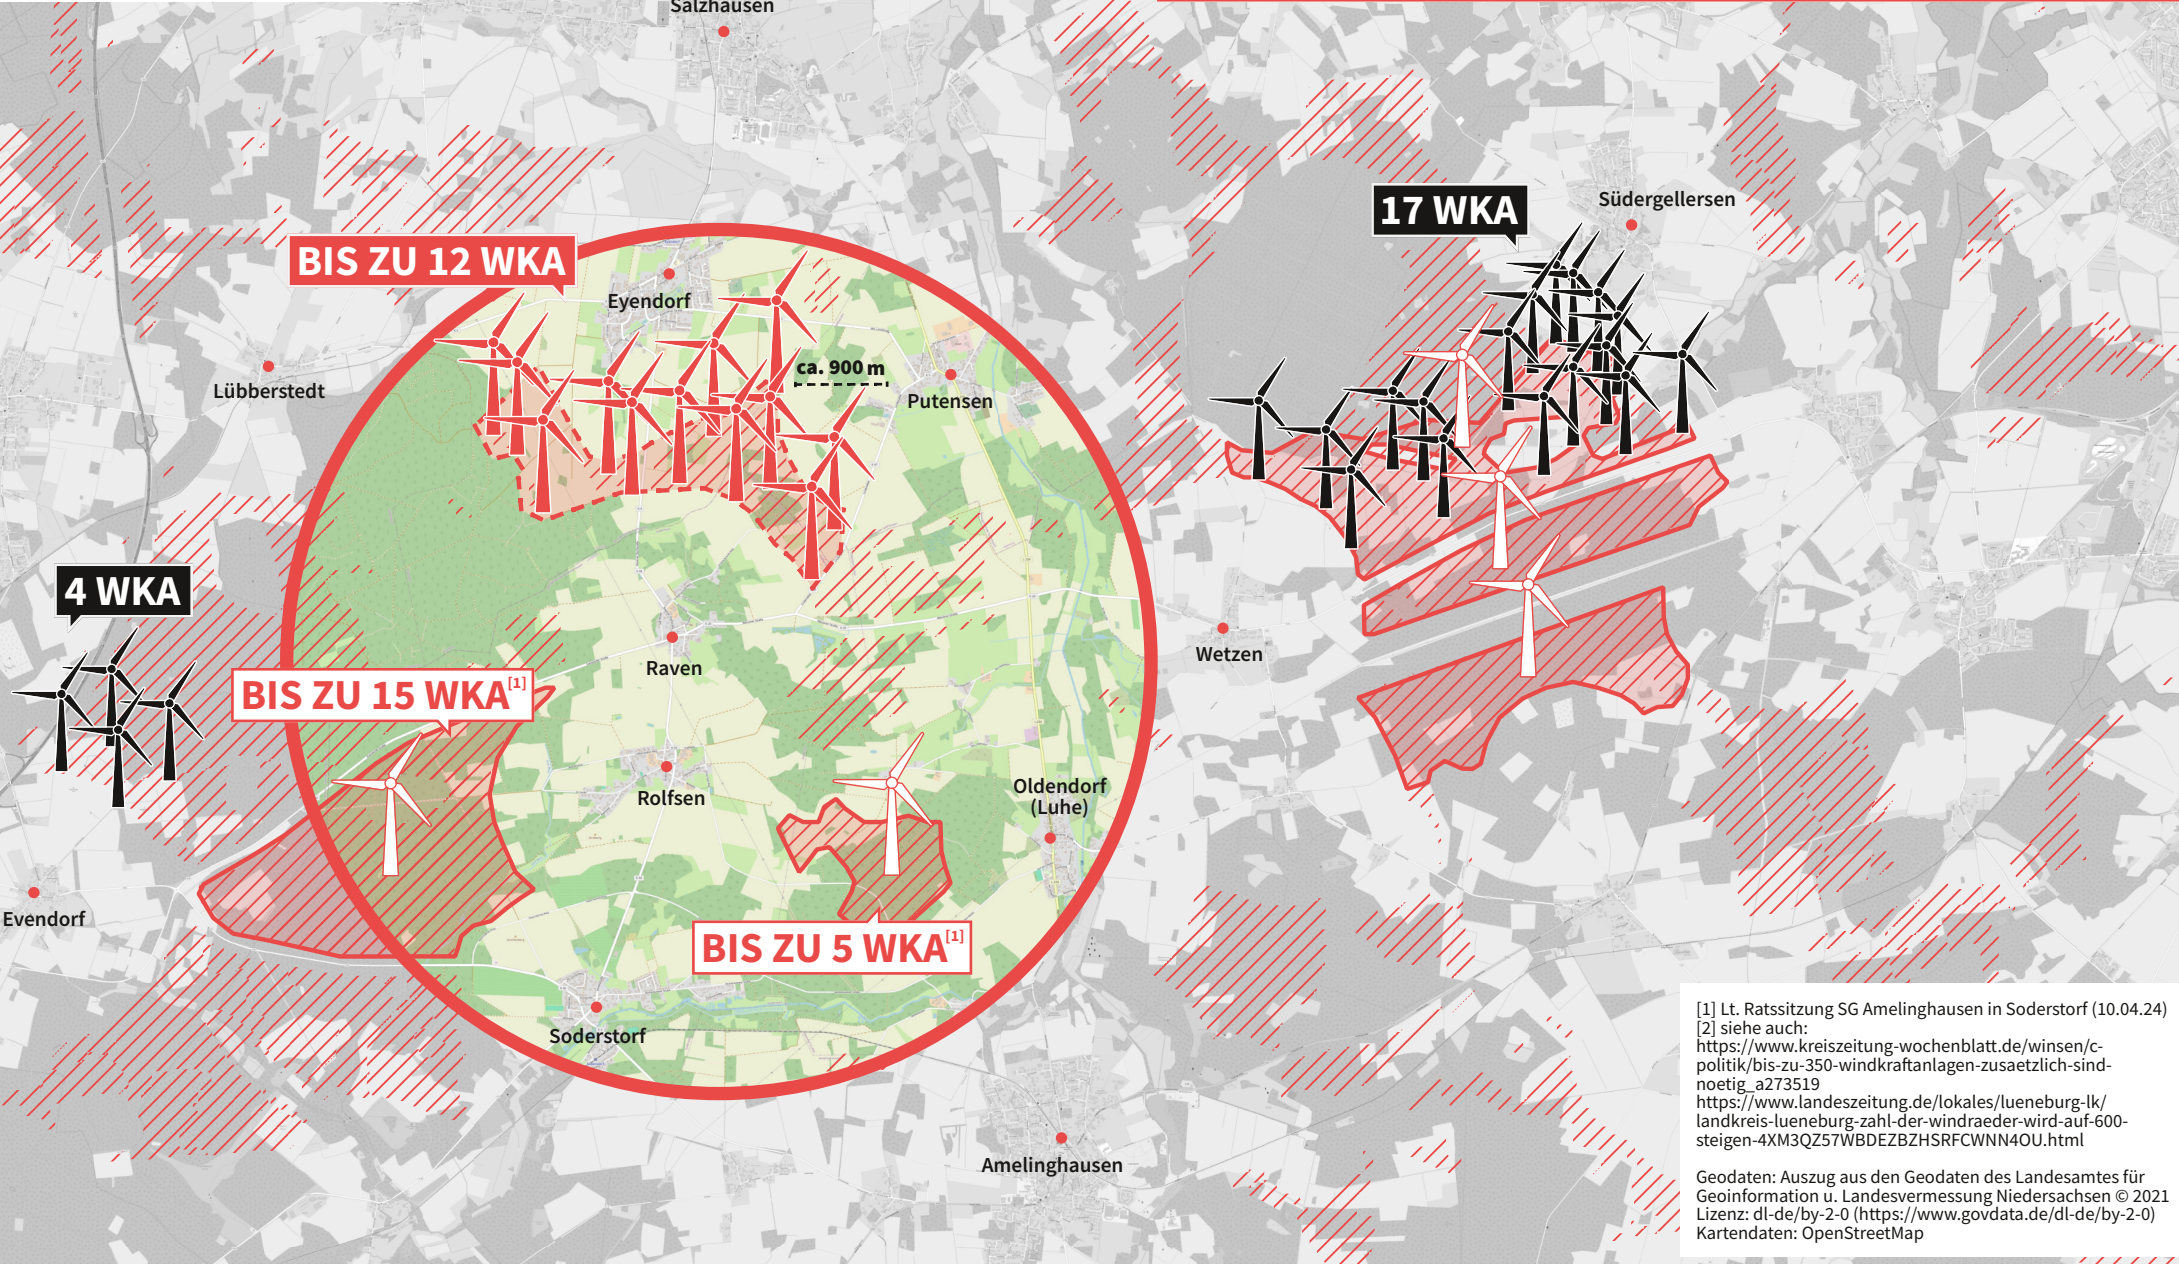 Salzhausen
17 WKA
Südergellersen
BIS ZU 12 WKA
Eyendorf
ca. 900 m
Lübberstedt
Putensen
4 WKA
Raven
Wetzen
BIS ZU 15 WKA[1]
Rolfsen
Oldendorf
(Luhe)
Evendorf
BIS ZU 5 WKA[1]
Soderstorf
Amelinghausen
[1] Lt. Ratssitzung SG Amelinghausen in Soderstorf (10.04.24)
[2] siehe auch:
https://www.kreiszeitung-wochenblatt.de/winsen/c-
politik/bis-zu-350-windkraftanlagen-zusaetzlich-sind-
noetig_a273519
https://www.landeszeitung.de/lokales/lueneburg-lk/
landkreis-lueneburg-zahl-der-windraeder-wird-auf-600-
steigen-4XM3QZ57WBDEZBZHSRFCWNN4OU.html
Geodaten: Auszug aus den Geodaten des Landesamtes für
Geoinformation u. Landesvermessung Niedersachsen © 2021
Lizenz: dl-de/by-2-0 (https://www.govdata.de/dl-de/by-2-0)
Kartendaten: OpenStreetMap